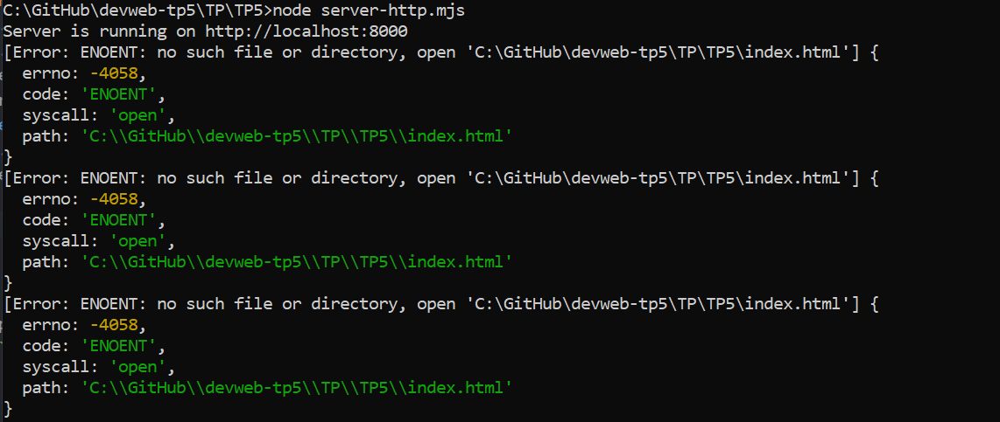 C:\GitHub\devweb-tp5\TP\TP5>node server-http.mjs
Server is running on http://localhost:8000
[Error: ENOENT: no such file or directory, open 'C:\GitHub\devweb-tp5\TP\TP5\index.html'] {
  errno: -4058,
  code: 'ENOENT',
  syscall: 'open',
  path: 'C:\\GitHub\\devweb-tp5\\TP\\TP5\\index.html'
}
[Error: ENOENT: no such file or directory, open 'C:\GitHub\devweb-tp5\TP\TP5\index.html'] {
  errno: -4058,
  code: 'ENOENT',
  syscall: 'open',
  path: 'C:\\GitHub\\devweb-tp5\\TP\\TP5\\index.html'
}
[Error: ENOENT: no such file or directory, open 'C:\GitHub\devweb-tp5\TP\TP5\index.html'] {
  errno: -4058,
  code: 'ENOENT',
  syscall: 'open',
  path: 'C:\\GitHub\\devweb-tp5\\TP\\TP5\\index.html'
}